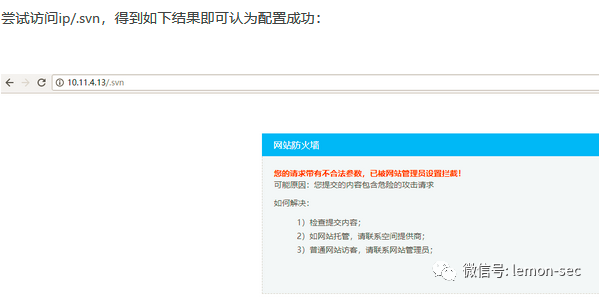 尝试访问ip/.svn，得到如下结果即可认为配置成功：
10.11.4.13/.svn
网站防火墙
您的请求带有不合法参数，已被网站管理员设置拦截！
可能原因：您提交的内容包含危险的攻击请求
如何解决：
1）检查提交内容；
2）如网站托管，请联系空间提供商；
3）普通网站访客，请联系网站管理员；
微信号: lemon-sec